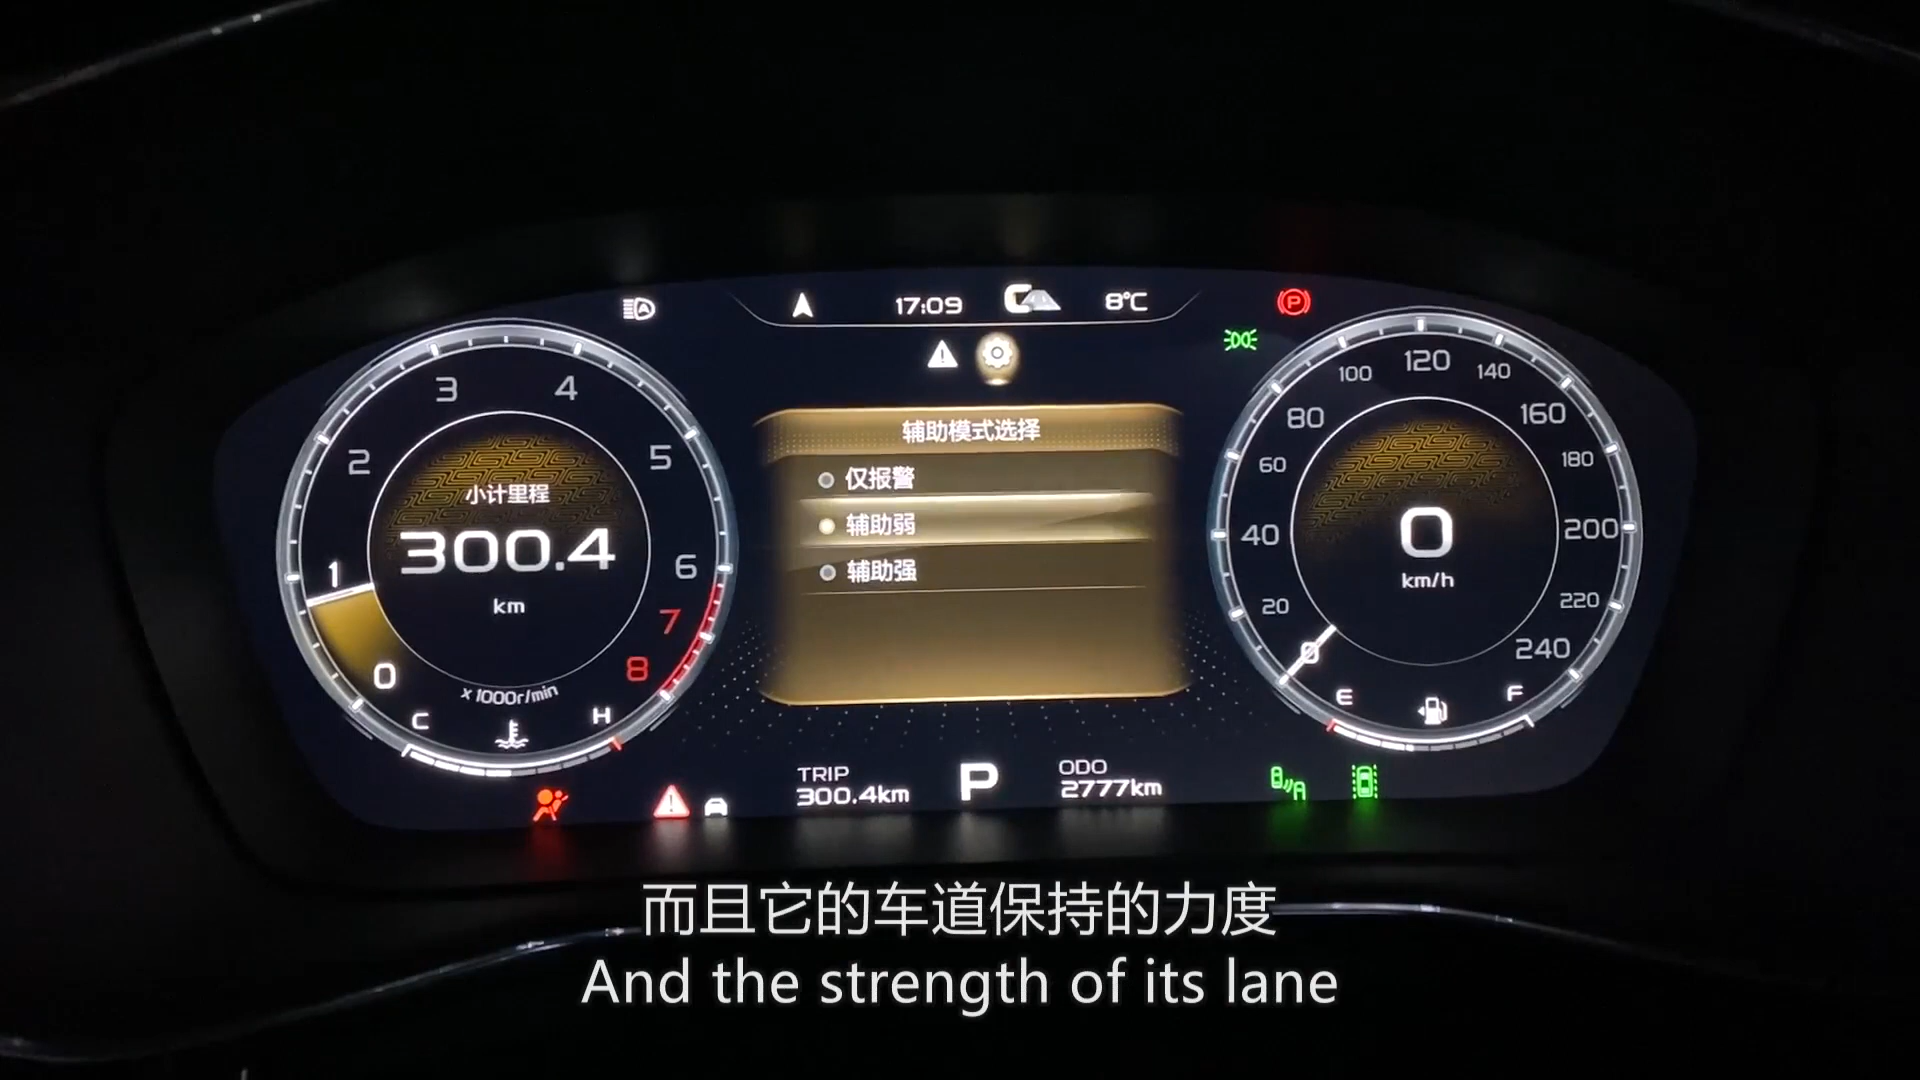 17:09
8℃
3
4
2
5
1
6
7
0
8
小计里程
300.4
km
x 1000r/min
C
H
辅助模式选择
仅报警
辅助弱
辅助强
120
100
140
80
160
60
180
40
200
20
220
0
240
0
km/h
E
F
P
TRIP
300.4km
P
ODO
2777km
A
A
而且它的车道保持的力度
And the strength of its lane